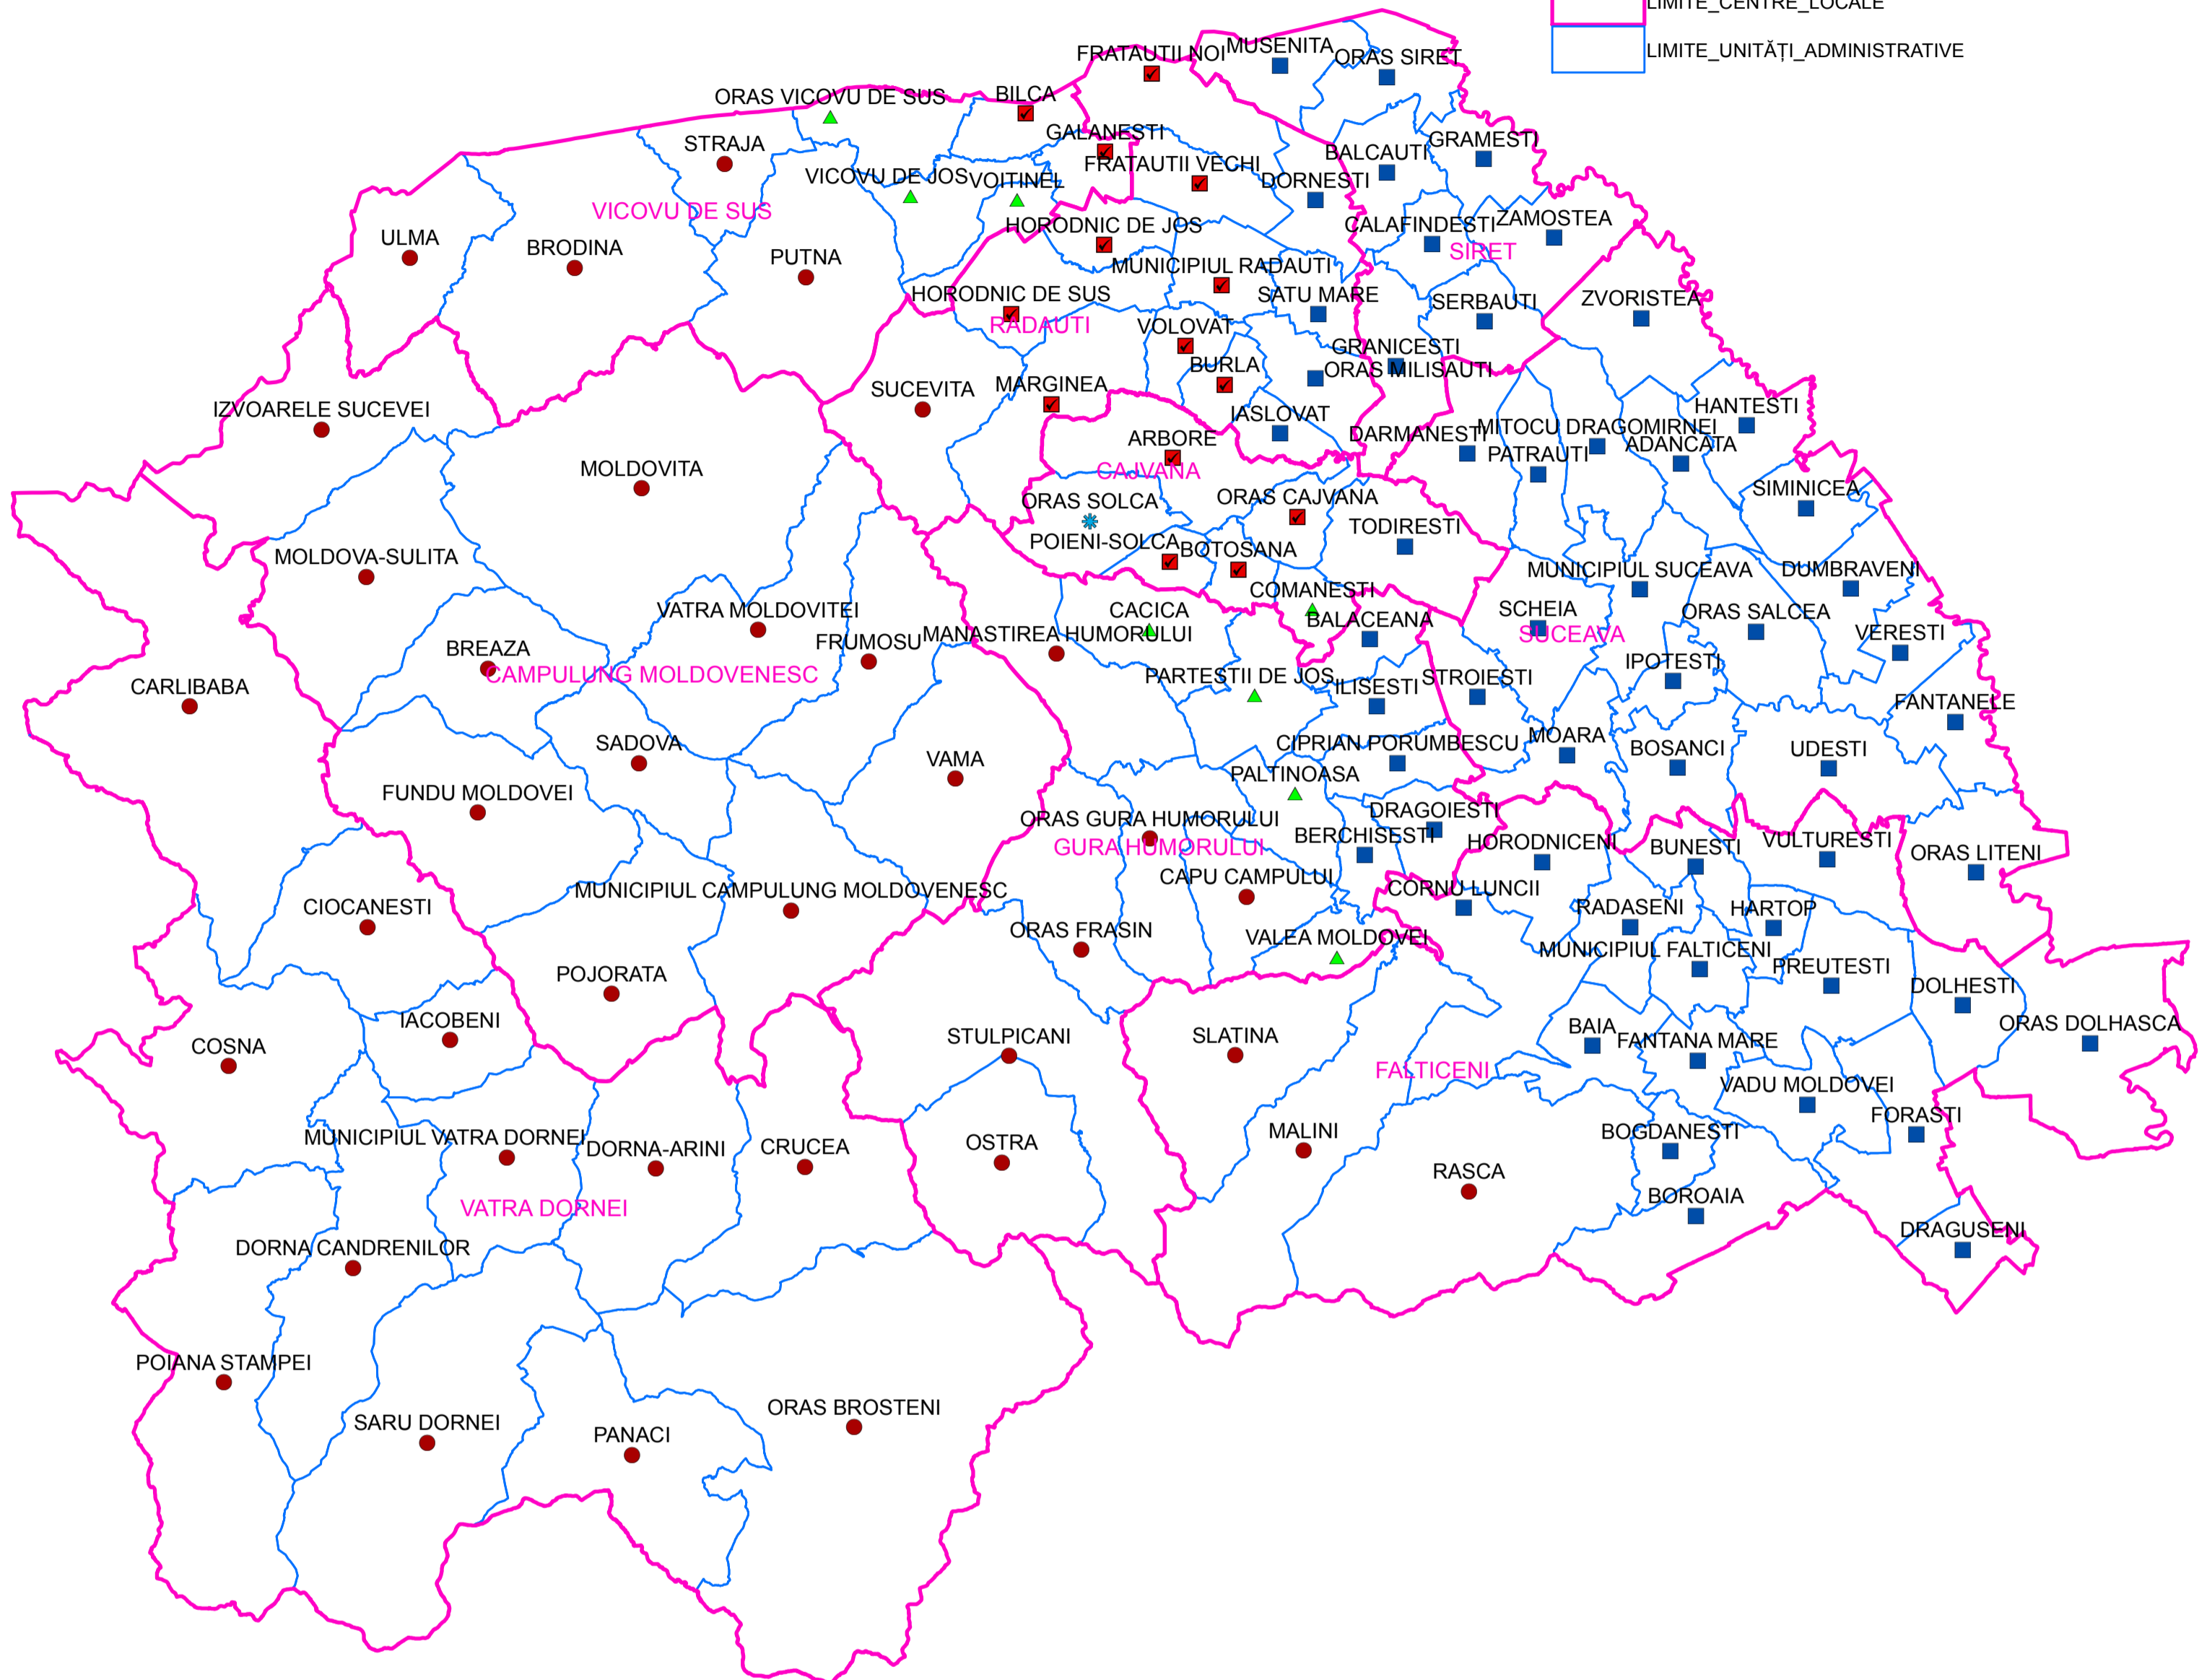 LIMITE_CENTRE_LOCALE
LIMITE_UNITĂȚI_ADMINISTRATIVE
FRATAUTII NOI
MUSENITA
ORAS SIRET
ORAS VICOVU DE SUS
BILCA
GALANESTI
STRAJA
FRATAUTII VECHI
BALCAUTI
GRAMESTI
VICOVU DE JOS
VOITINEL
DORNESTI
VICOVU DE SUS
HORODNIC DE JOS
CALAFINDESTI
ZAMOSTEA
SIRET
ULMA
BRODINA
PUTNA
MUNICIPIUL RADAUTI
HORODNIC DE SUS
SATU MARE
SERBAUTI
ZVORISTEA
RADAUTI
VOLOVAT
GRANICESTI
BURLA
ORAS MILISAUTI
SUCEVITA
MARGINEA
IZVOARELE SUCEVEI
IASLOVAT
HANTESTI
ARBORE
DARMANESTI
MITOCU DRAGOMIRNEI
ADANCATA
PATRAUTI
MOLDOVITA
CAJVANA
ORAS SOLCA
ORAS CAJVANA
SIMINICEA
TODIRESTI
POIENI-SOLCA
BOTOSANA
MOLDOVA-SULITA
MUNICIPIUL SUCEAVA
DUMBRAVENI
COMANESTI
VATRA MOLDOVITEI
CACICA
SCHEIA
ORAS SALCEA
BALACEANA
SUCEAVA
VERESTI
FRUMOSU
MANASTIREA HUMORULUI
BREAZA
CAMPULUNG MOLDOVENESC
IPOTESTI
PARTESTII DE JOS
ILISESTI
STROIESTI
CARLIBABA
FANTANELE
SADOVA
CIPRIAN PORUMBESCU
MOARA
BOSANCI
UDESTI
VAMA
PALTINOASA
FUNDU MOLDOVEI
DRAGOIESTI
ORAS GURA HUMORULUI
BERCHISESTI
HORODNICENI
GURA HUMORULUI
BUNESTI
VULTURESTI
ORAS LITENI
CAPU CAMPULUI
MUNICIPIUL CAMPULUNG MOLDOVENESC
CORNU LUNCII
CIOCANESTI
RADASENI
HARTOP
ORAS FRASIN
VALEA MOLDOVEI
MUNICIPIUL FALTICENI
POJORATA
PREUTESTI
DOLHESTI
IACOBENI
STULPICANI
SLATINA
BAIA
ORAS DOLHASCA
COSNA
FANTANA MARE
FALTICENI
VADU MOLDOVEI
FORASTI
MUNICIPIUL VATRA DORNEI
DORNA-ARINI
CRUCEA
OSTRA
MALINI
BOGDANESTI
RASCA
BOROAIA
VATRA DORNEI
DRAGUSENI
DORNA CANDRENILOR
POIANA STAMPEI
ORAS BROSTENI
SARU DORNEI
PANACI